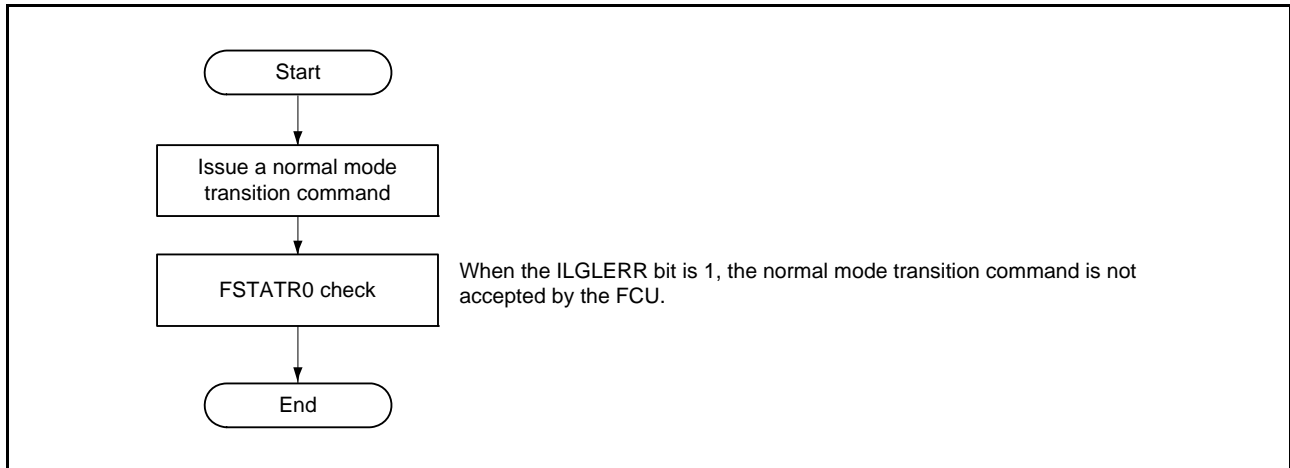 Start
Issue a normal mode
transition command
FSTATR0 check
When the ILGLERR bit is 1, the normal mode transition command is not
accepted by the FCU.
End